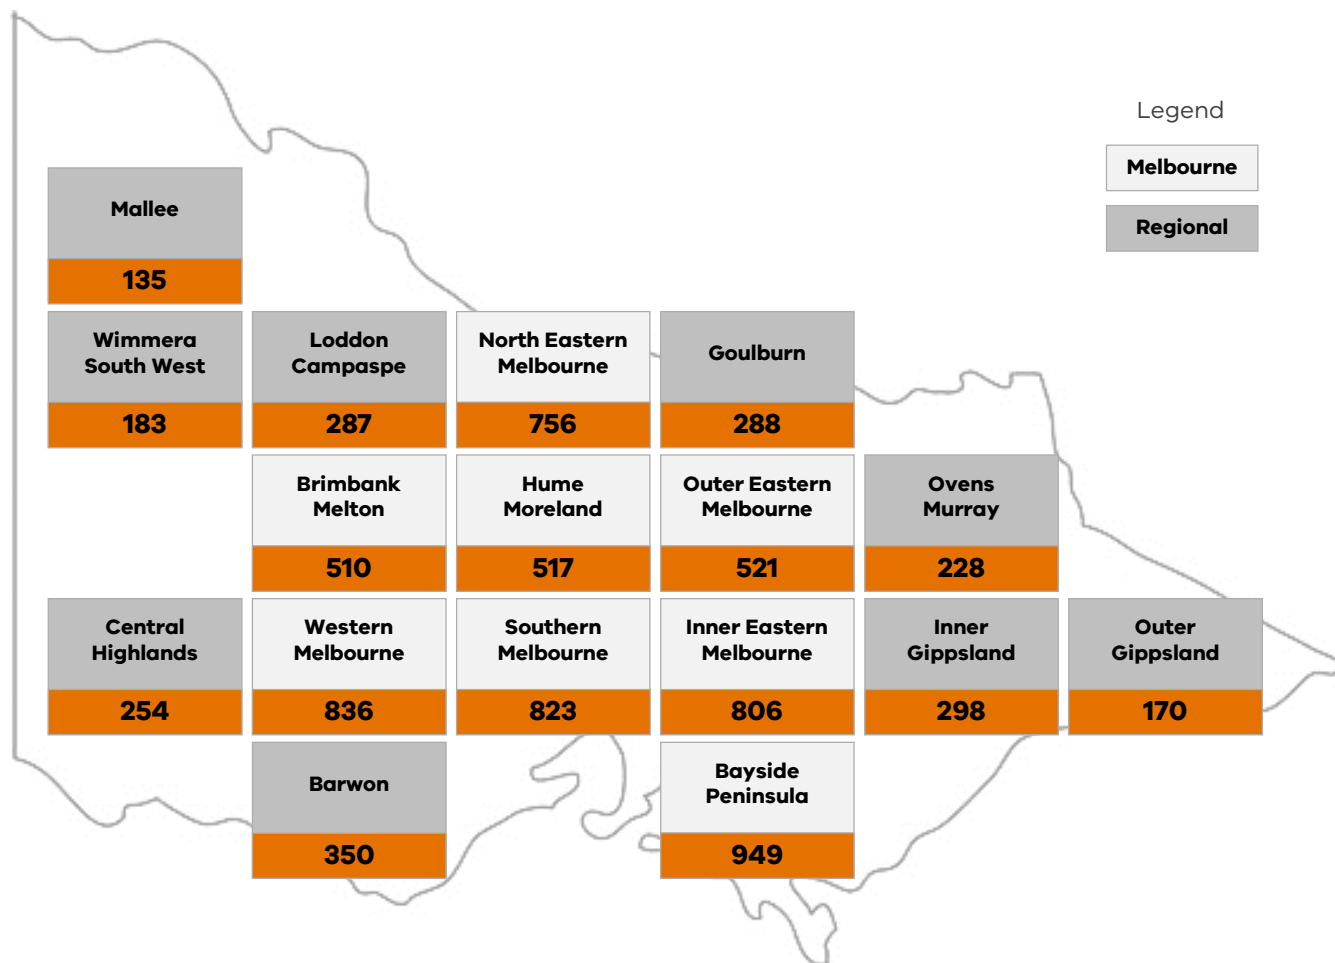 Legend
Melbourne
Regional
Mallee
135
Wimmera
South West
183
Loddon
Campaspe
287
North Eastern
Melbourne
756
Goulburn
288
Brimbank
Melton
510
Hume
Moreland
517
Outer Eastern
Melbourne
521
Ovens
Murray
228
Central
Highlands
254
Western
Melbourne
836
Southern
Melbourne
823
Inner Eastern
Melbourne
806
Inner
Gippsland
298
Outer
Gippsland
170
Barwon
350
Bayside
Peninsula
949